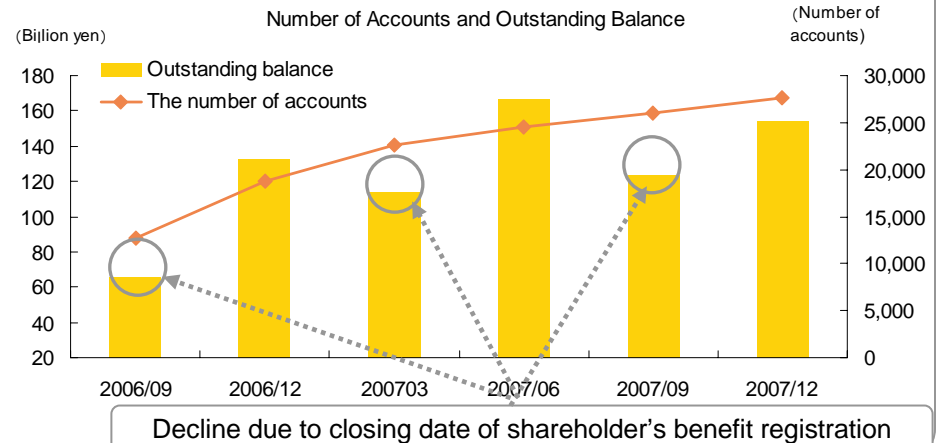 Number of Accounts and Outstanding Balance
(Billion yen)
(Number of
accounts)
Outstanding balance
The number of accounts
180
160
140
120
100
80
60
40
20
30,000
25,000
20,000
15,000
10,000
5,000
0
2006/09 2006/12 2007/03 2007/06 2007/09 2007/12
Decline due to closing date of shareholder's benefit registration